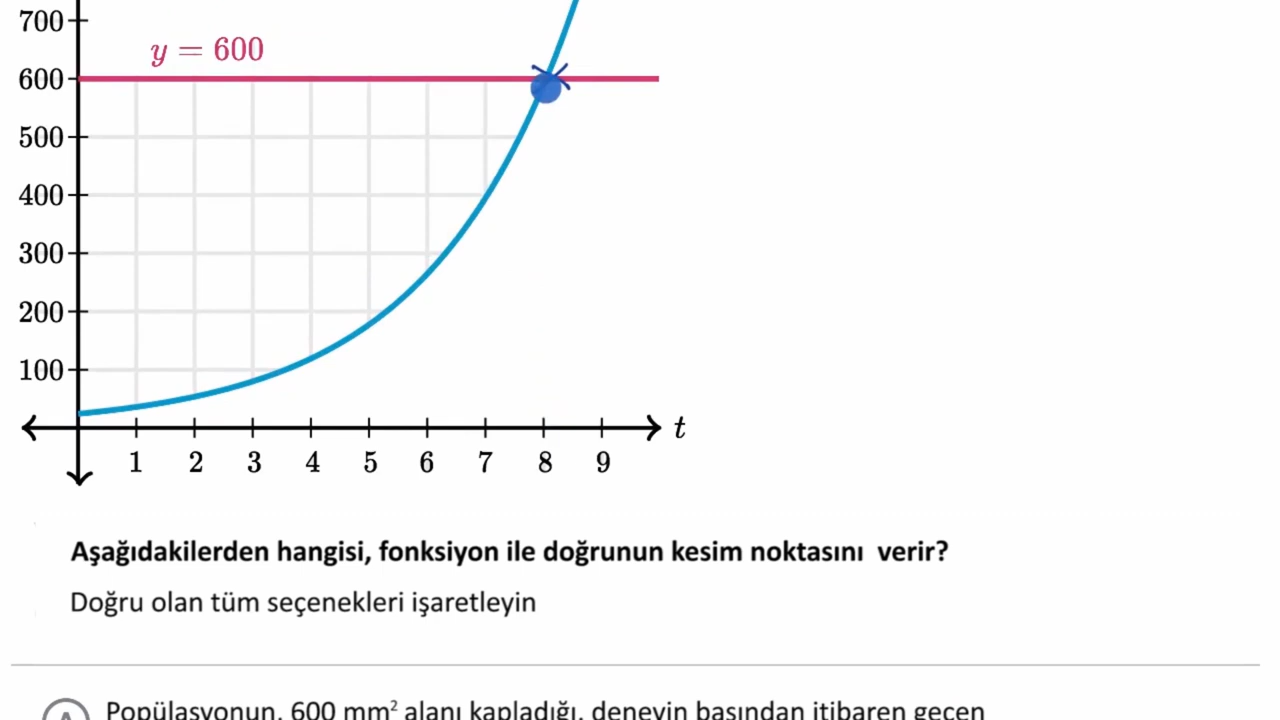 700
y = 600
600
500
400
300
200
100
t
1 2 3 4 5 6 7 8 9
Aşağıdakilerden hangisi, fonksiyon ile doğrunun kesim noktasını verir?
Doğru olan tüm seçenekleri işaretleyin
A Popülasyonun, 600 mm² alanı kapladığı, deneyin başından itibaren geçen